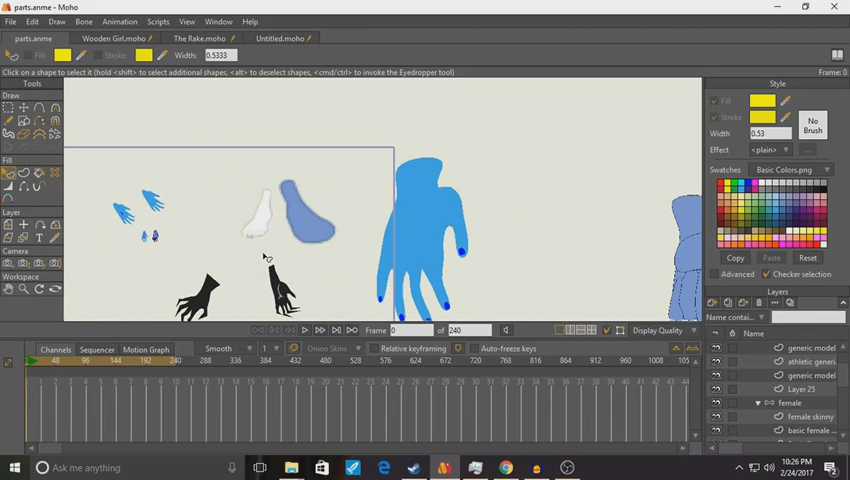 parts.anme - Moho
File Edit Draw Bone Animation Scripts View Window Help
parts.anme Wooden Girl.moho The Rake.moho Untitled.moho
Fill: Stroke: Width: 0.5333
Click on a shape to select it (hold <shift> to select additional shapes, <alt> to deselect shapes, <cmd/ctrl> to invoke the Eyedropper tool) Frame: 0
Tools
Draw
Fill
Layer
Camera
Workspace
Style
Fill
Stroke
No Brush
Width 0.53
Effect <plain>
Swatches Basic Colors.png
Copy Paste Reset
Advanced Checker selection
Layers
Name contai...
Name
generic model
athletic generi
generic model
Layer 25
female
female skinny
basic female ...
Frame 0 of 240 Display Quality
Channels Sequencer Motion Graph Smooth 1 Onion Skins Relative keyframing Auto-freeze keys
48 96 144 192 240 288 336 384 432 480 528 576 624 672 720 768 816 864 912 960 1008 105
Ask me anything
10:26 PM
2/24/2017